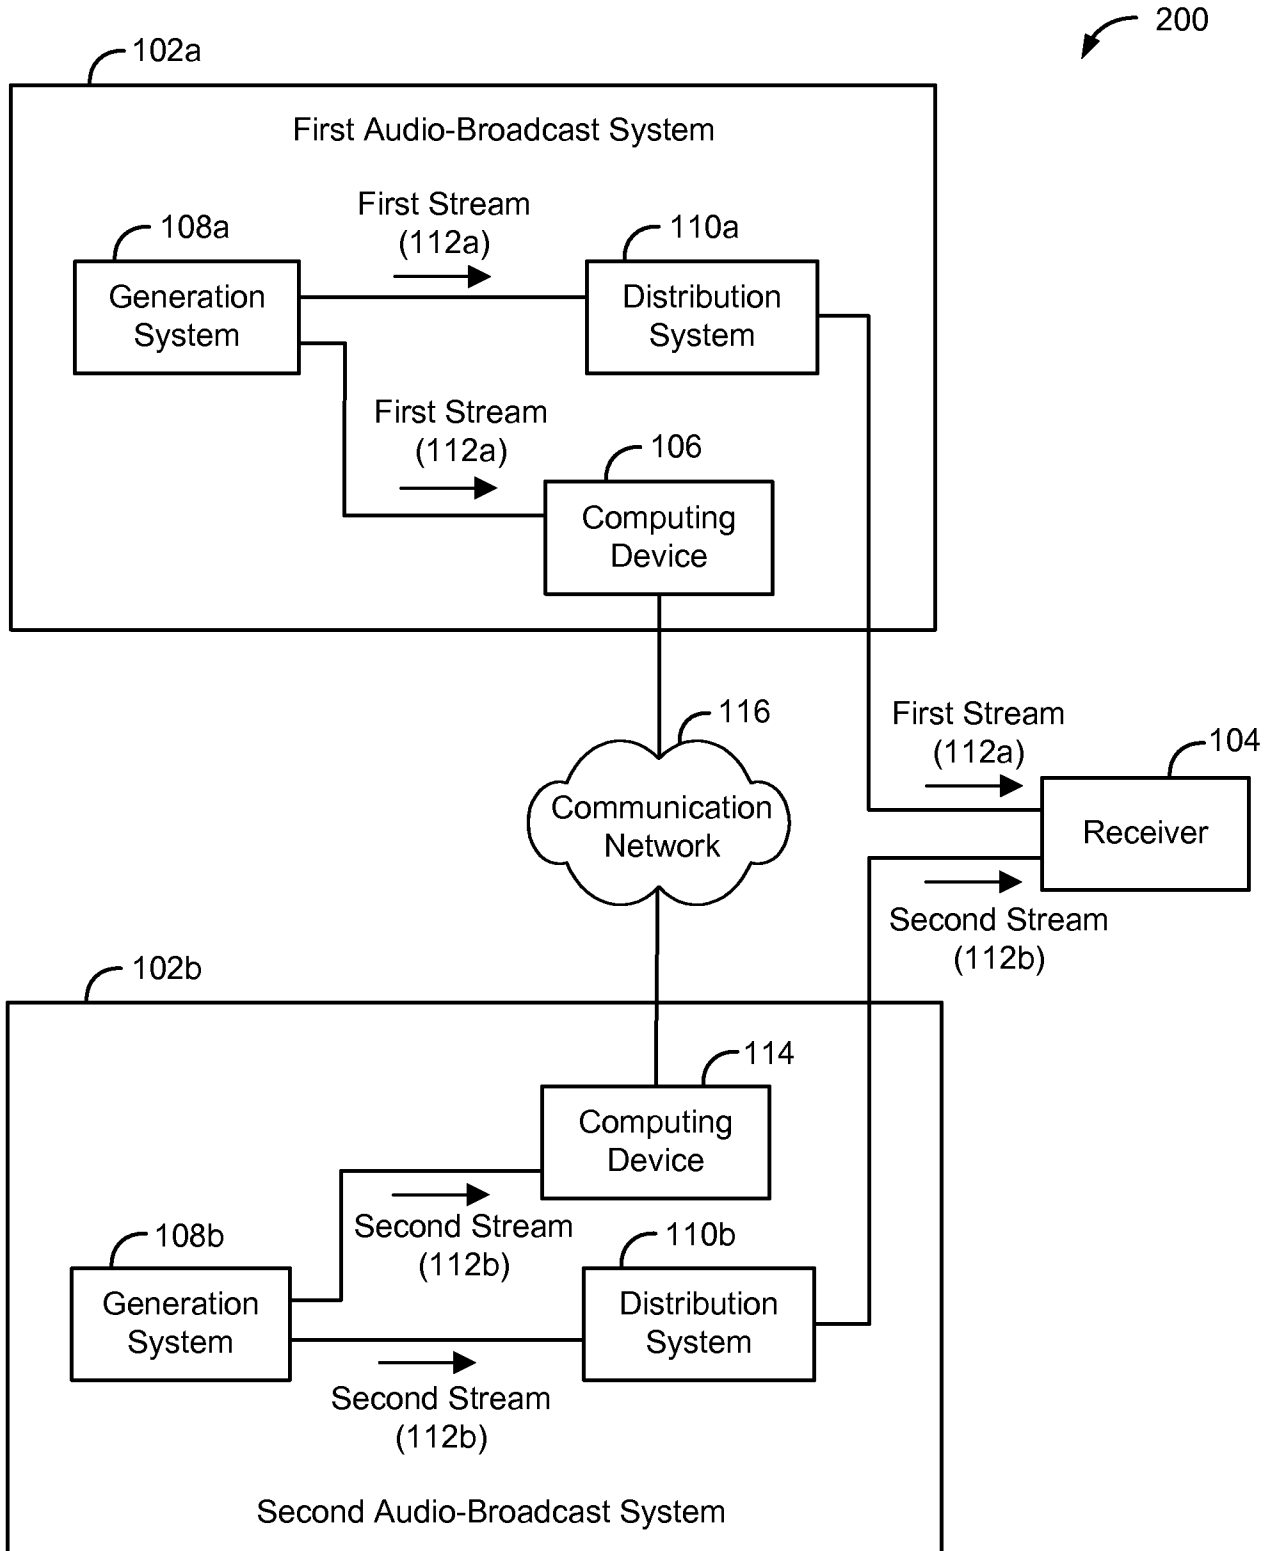 200
102a
First Audio-Broadcast System
First Stream
(112a)
108a
110a
Generation
System
Distribution
System
First Stream
(112a)
106
Computing
Device
116
Communication
Network
First Stream
(112a)
104
Receiver
Second Stream
(112b)
102b
114
Computing
Device
Second Stream
(112b)
108b
110b
Generation
System
Distribution
System
Second Stream
(112b)
Second Audio-Broadcast System